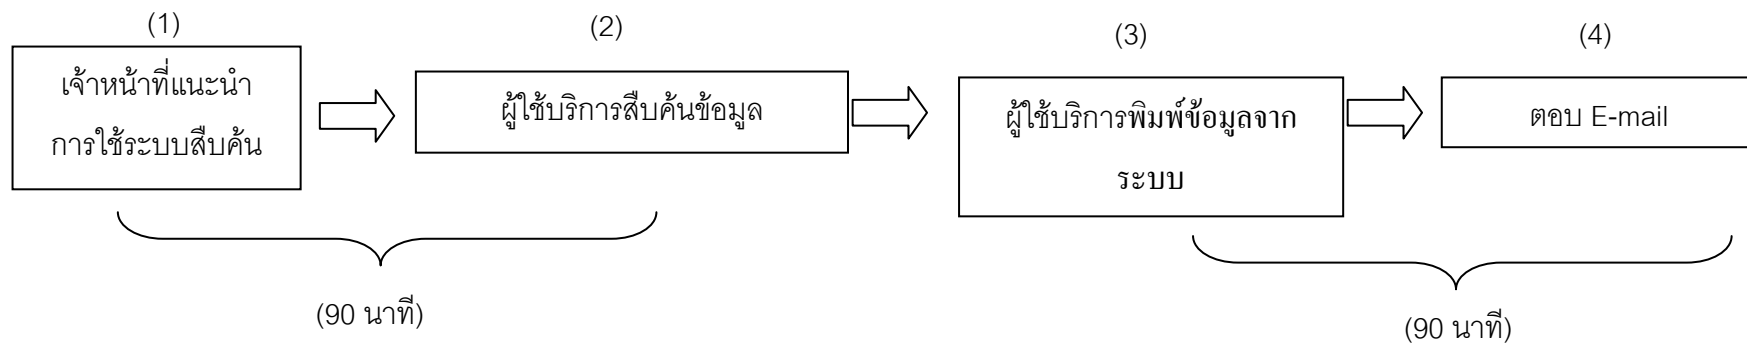 (1)
เจ้าหน้าที่แนะนำ
การใช้ระบบสืบค้น
(2)
ผู้ใช้บริการสืบค้นข้อมูล
(3)
ผู้ใช้บริการพิมพ์ข้อมูลจาก
ระบบ
(4)
ตอบ E-mail
(90 นาที)
(90 นาที)